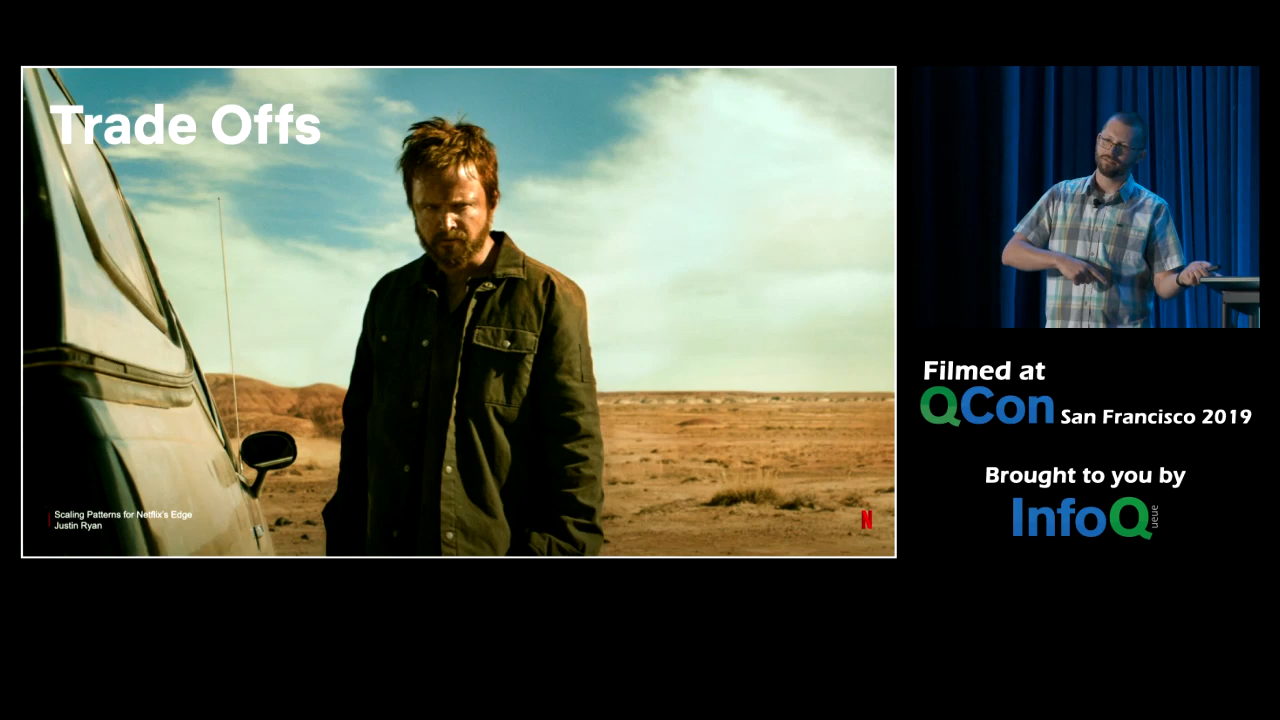 Trade Offs
Scaling Patterns for Netflix's Edge
Justin Ryan
N
Filmed at
QCon San Francisco 2019
Brought to you by
InfoQ
ueue